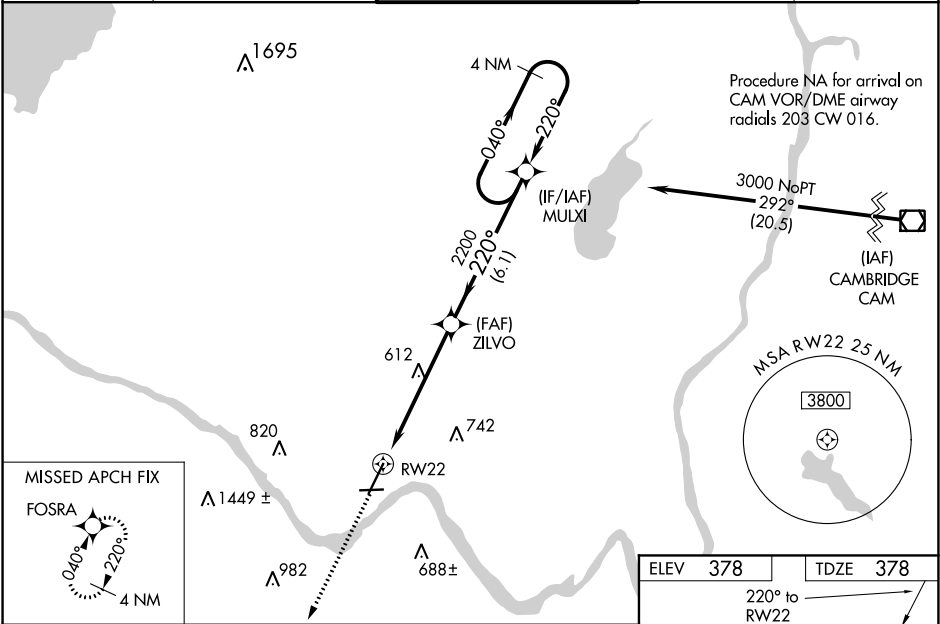 1695
4 NM
040°
220°
Procedure NA for arrival on
CAM VOR/DME airway
radials 203 CW 016.
(IF/IAF)
MULXI
3000 NoPT
292°
(20.5)
(IAF)
CAMBRIDGE
CAM
2200
220°
(6.1)
(FAF)
ZILVO
612
MSA RW22 25 NM
3800
820
742
RW22
1449 ±
MISSED APCH FIX
FOSRA
040°
220°
4 NM
982
688±
ELEV 378
TDZE 378
220° to
RW22